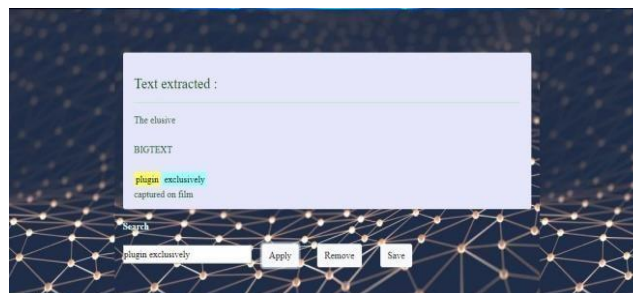 Text extracted :
The elusive
BIGTEXT
plugin exclusively
captured on film
Search
plugin exclusively
Apply Remove Save